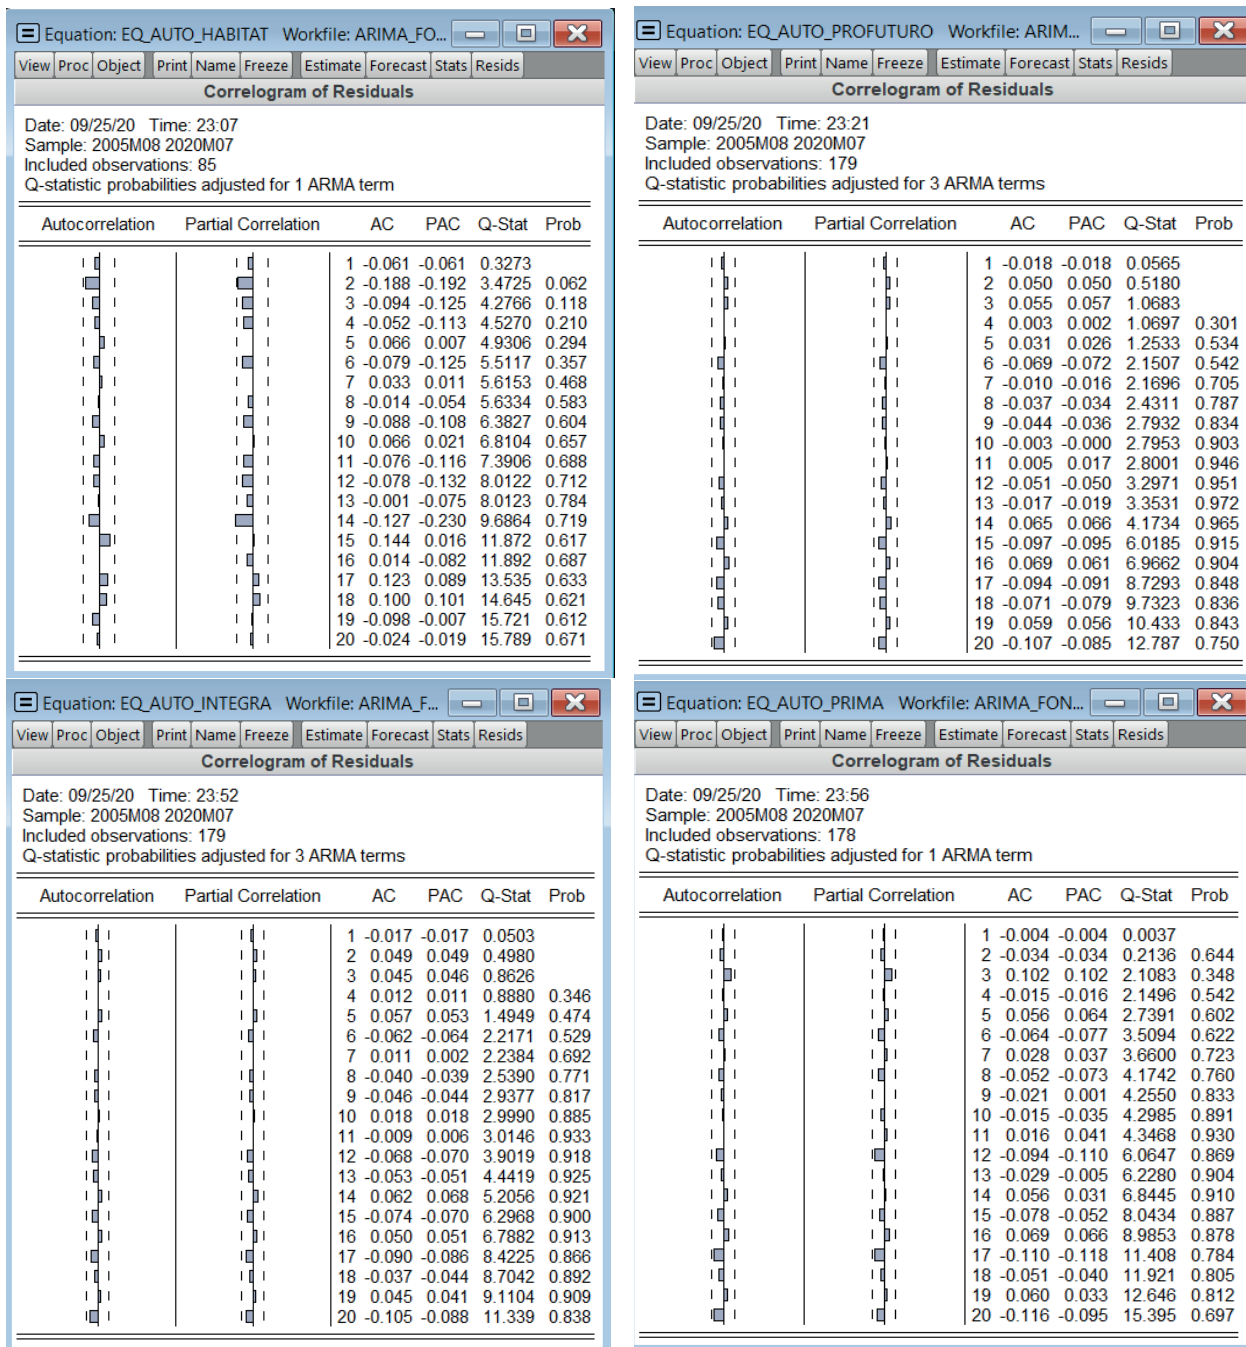 Equation: EQ_AUTO_HABITAT Workfile: ARIMA_FO...
View Proc Object Print Name Freeze Estimate Forecast Stats Resids
Correlogram of Residuals
Date: 09/25/20 Time: 23:07
Sample: 2005M08 2020M07
Included observations: 85
Q-statistic probabilities adjusted for 1 ARMA term
Autocorrelation Partial Correlation AC PAC Q-Stat Prob
1 -0.061 -0.061 0.3273
2 -0.188 -0.192 3.4725 0.062
3 -0.094 -0.125 4.2766 0.118
4 -0.052 -0.113 4.5270 0.210
5 0.066 0.007 4.9306 0.294
6 -0.079 -0.125 5.5117 0.357
7 0.033 0.011 5.6153 0.468
8 -0.014 -0.054 5.6334 0.583
9 -0.088 -0.108 6.3827 0.604
10 0.066 0.021 6.8104 0.657
11 -0.076 -0.116 7.3906 0.688
12 -0.078 -0.132 8.0122 0.712
13 -0.001 -0.075 8.0123 0.784
14 -0.127 -0.230 9.6864 0.719
15 0.144 0.016 11.872 0.617
16 0.014 -0.082 11.892 0.687
17 0.123 0.089 13.535 0.633
18 0.100 0.101 14.645 0.621
19 -0.098 -0.007 15.721 0.612
20 -0.024 -0.019 15.789 0.671
Equation: EQ_AUTO_PROFUTURO Workfile: ARIM...
View Proc Object Print Name Freeze Estimate Forecast Stats Resids
Correlogram of Residuals
Date: 09/25/20 Time: 23:21
Sample: 2005M08 2020M07
Included observations: 179
Q-statistic probabilities adjusted for 3 ARMA terms
Autocorrelation Partial Correlation AC PAC Q-Stat Prob
1 -0.018 -0.018 0.0565
2 0.050 0.050 0.5180
3 0.055 0.057 1.0683
4 0.003 0.002 1.0697 0.301
5 0.031 0.026 1.2533 0.534
6 -0.069 -0.072 2.1507 0.542
7 -0.010 -0.016 2.1696 0.705
8 -0.037 -0.034 2.4311 0.787
9 -0.044 -0.036 2.7932 0.834
10 -0.003 -0.000 2.7953 0.903
11 0.005 0.017 2.8001 0.946
12 -0.051 -0.050 3.2971 0.951
13 -0.017 -0.019 3.3531 0.972
14 0.065 0.066 4.1734 0.965
15 -0.097 -0.095 6.0185 0.915
16 0.069 0.061 6.9662 0.904
17 -0.094 -0.091 8.7293 0.848
18 -0.071 -0.079 9.7323 0.836
19 0.059 0.056 10.433 0.843
20 -0.107 -0.085 12.787 0.750
Equation: EQ_AUTO_INTEGRA Workfile: ARIMA_F...
View Proc Object Print Name Freeze Estimate Forecast Stats Resids
Correlogram of Residuals
Date: 09/25/20 Time: 23:52
Sample: 2005M08 2020M07
Included observations: 179
Q-statistic probabilities adjusted for 3 ARMA terms
Autocorrelation Partial Correlation AC PAC Q-Stat Prob
1 -0.017 -0.017 0.0503
2 0.049 0.049 0.4980
3 0.045 0.046 0.8626
4 0.012 0.011 0.8880 0.346
5 0.057 0.053 1.4949 0.474
6 -0.062 -0.064 2.2171 0.529
7 0.011 0.002 2.2384 0.692
8 -0.040 -0.039 2.5390 0.771
9 -0.046 -0.044 2.9377 0.817
10 0.018 0.018 2.9990 0.885
11 -0.009 0.006 3.0146 0.933
12 -0.068 -0.070 3.9019 0.918
13 -0.053 -0.051 4.4419 0.925
14 0.062 0.068 5.2056 0.921
15 -0.074 -0.070 6.2968 0.900
16 0.050 0.051 6.7882 0.913
17 -0.090 -0.086 8.4225 0.866
18 -0.037 -0.044 8.7042 0.892
19 0.045 0.041 9.1104 0.909
20 -0.105 -0.088 11.339 0.838
Equation: EQ_AUTO_PRIMA Workfile: ARIMA_FON...
View Proc Object Print Name Freeze Estimate Forecast Stats Resids
Correlogram of Residuals
Date: 09/25/20 Time: 23:56
Sample: 2005M08 2020M07
Included observations: 178
Q-statistic probabilities adjusted for 1 ARMA term
Autocorrelation Partial Correlation AC PAC Q-Stat Prob
1 -0.004 -0.004 0.0037
2 -0.034 -0.034 0.2136 0.644
3 0.102 0.102 2.1083 0.348
4 -0.015 -0.016 2.1496 0.542
5 0.056 0.064 2.7391 0.602
6 -0.064 -0.077 3.5094 0.622
7 0.028 0.037 3.6600 0.723
8 -0.052 -0.073 4.1742 0.760
9 -0.021 0.001 4.2550 0.833
10 -0.015 -0.035 4.2985 0.891
11 0.016 0.041 4.3468 0.930
12 -0.094 -0.110 6.0647 0.869
13 -0.029 -0.005 6.2280 0.904
14 0.056 0.031 6.8445 0.910
15 -0.078 -0.052 8.0434 0.887
16 0.069 0.066 8.9853 0.878
17 -0.110 -0.118 11.408 0.784
18 -0.051 -0.040 11.921 0.805
19 0.060 0.033 12.646 0.812
20 -0.116 -0.095 15.395 0.697